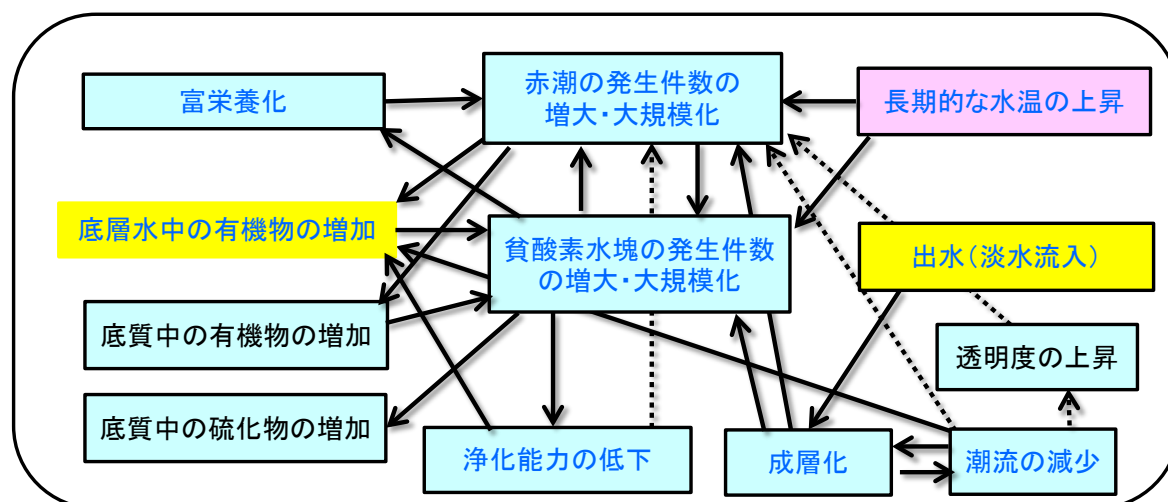 富栄養化
赤潮の発生件数の
増大・大規模化
長期的な水温の上昇
底層水中の有機物の増加
貧酸素水塊の発生件数
の増大・大規模化
出水（淡水流入）
底質中の有機物の増加
透明度の上昇
底質中の硫化物の増加
浄化能力の低下
成層化
潮流の減少